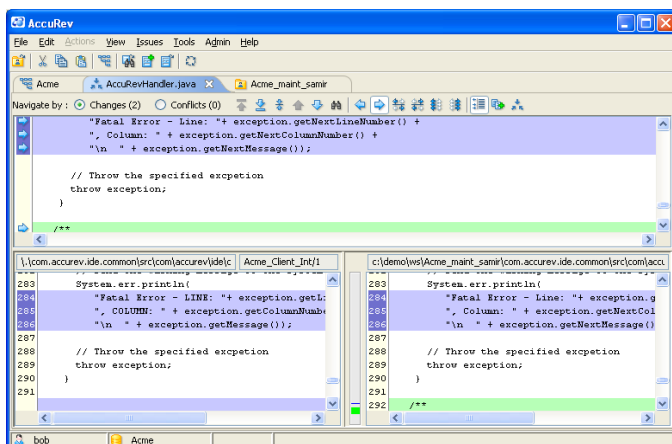 AccuRev
File Edit Actions View Issues Tools Admin Help
Acme AccuRevHandler.java Acme_maint_samir
Navigate by : Changes (2) Conflicts (0)
"Fatal Error - Line: "+ exception.getNextLineNumber() +
", Column: " + exception.getNextColumnNumber() +
"\n " + exception.getNextMessage());
// Throw the specified excpetion
throw exception;
}
/**
\.\com.accurev.ide.common\src\com\accurev\ide\c Acme_Client_Int/1
283 System.err.println(
284 "Fatal Error - LINE: "+ exception.getL
285 ", COLUMN: " + exception.getColumnNumbe
286 "\n " + exception.getMessage());
287
288 // Throw the specified excpetion
289 throw exception;
290 }
291
c:\demo\ws\Acme_maint_samir\com.accurev.ide.common\src\com\accu
283 System.err.println(
284 "Fatal Error - Line: "+ exception.g
285 ", Column: " + exception.getNextCol
286 "\n " + exception.getNextMessage()
287
288 // Throw the specified excpetion
289 throw exception;
290 }
291
292 /**
bob Acme